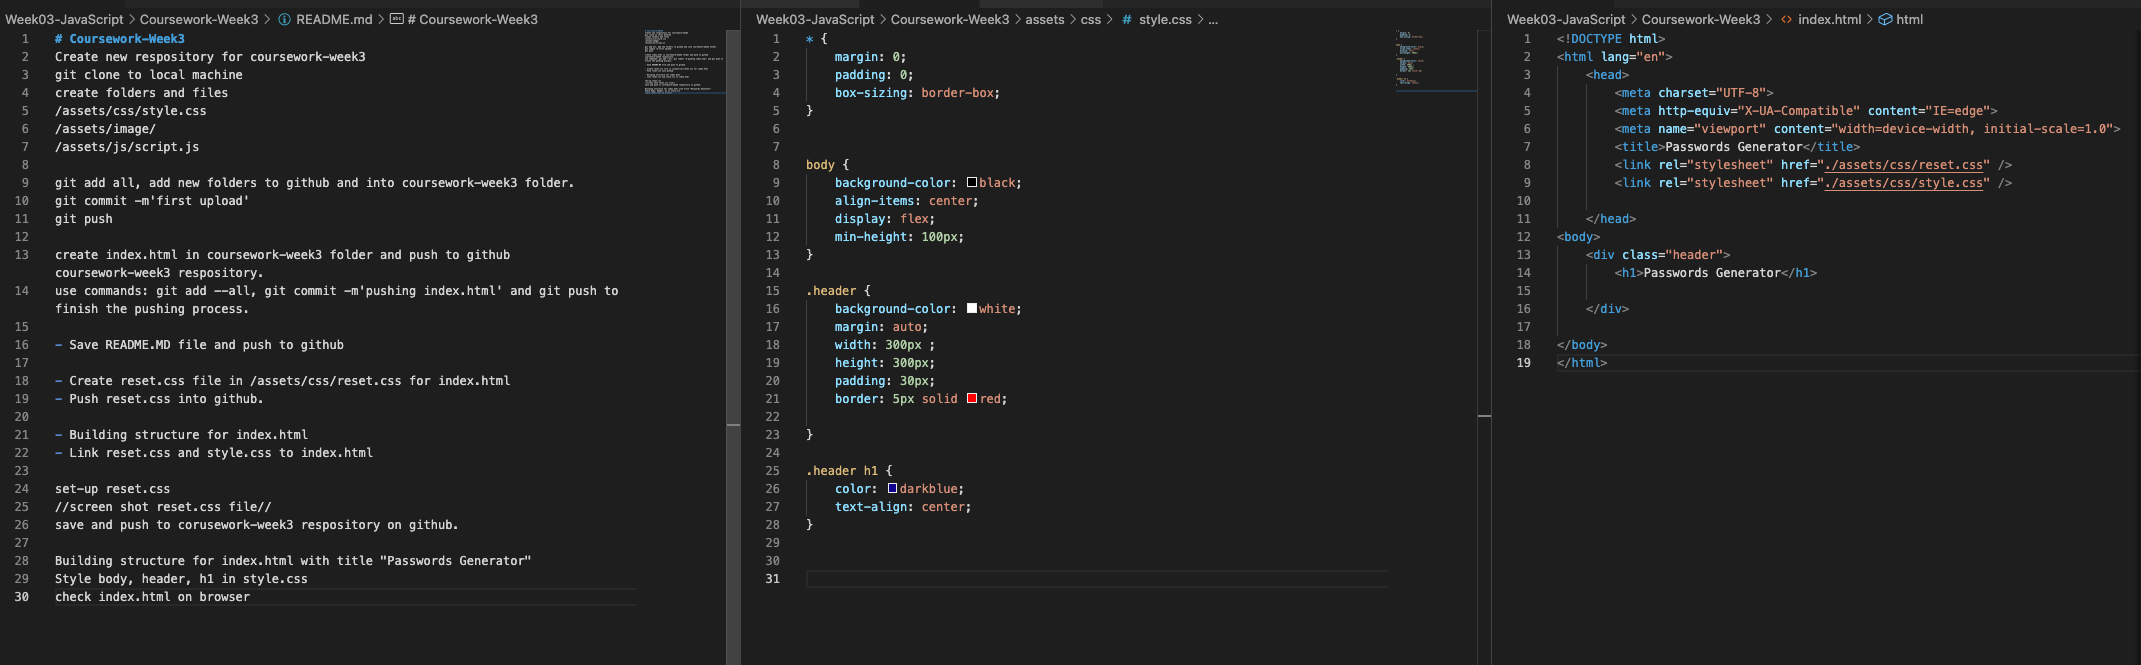 Week03-JavaScript > Coursework-Week3 > README.md > # Coursework-Week3
1 # Coursework-Week3
2 Create new respository for coursework-week3
3 git clone to local machine
4 create folders and files
5 /assets/css/style.css
6 /assets/image/
7 /assets/js/script.js
8
9 git add all, add new folders to github and into coursework-week3 folder.
10 git commit -m'first upload'
11 git push
12
13 create index.html in coursework-week3 folder and push to github
coursework-week3 respository.
14 use commands: git add --all, git commit -m'pushing index.html' and git push to
finish the pushing process.
15
16 - Save README.MD file and push to github
17
18 - Create reset.css file in /assets/css/reset.css for index.html
19 - Push reset.css into github.
20
21 - Building structure for index.html
22 - Link reset.css and style.css to index.html
23
24 set-up reset.css
25 //screen shot reset.css file//
26 save and push to corusework-week3 respository on github.
27
28 Building structure for index.html with title "Passwords Generator"
29 Style body, header, h1 in style.css
30 check index.html on browser
Week03-JavaScript > Coursework-Week3 > assets > css > # style.css > ...
1 * {
2 margin: 0;
3 padding: 0;
4 box-sizing: border-box;
5 }
6
7
8 body {
9 background-color: black;
10 align-items: center;
11 display: flex;
12 min-height: 100px;
13 }
14
15 .header {
16 background-color: white;
17 margin: auto;
18 width: 300px ;
19 height: 300px;
20 padding: 30px;
21 border: 5px solid red;
22
23 }
24
25 .header h1 {
26 color: darkblue;
27 text-align: center;
28 }
29
30
31
Week03-JavaScript > Coursework-Week3 > <> index.html > html
1 <!DOCTYPE html>
2 <html lang="en">
3 <head>
4 <meta charset="UTF-8">
5 <meta http-equiv="X-UA-Compatible" content="IE=edge">
6 <meta name="viewport" content="width=device-width, initial-scale=1.0">
7 <title>Passwords Generator</title>
8 <link rel="stylesheet" href="./assets/css/reset.css" />
9 <link rel="stylesheet" href="./assets/css/style.css" />
10
11 </head>
12 <body>
13 <div class="header">
14 <h1>Passwords Generator</h1>
15
16 </div>
17
18 </body>
19 </html>